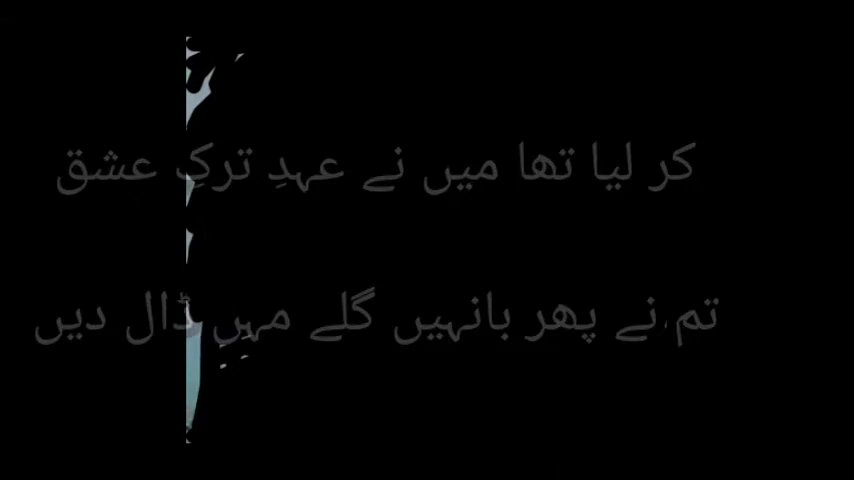 کر لیا تھا میں نے عہدِ ترکِ عشق
تم نے پھر بانہیں گلے میں ڈال دیں